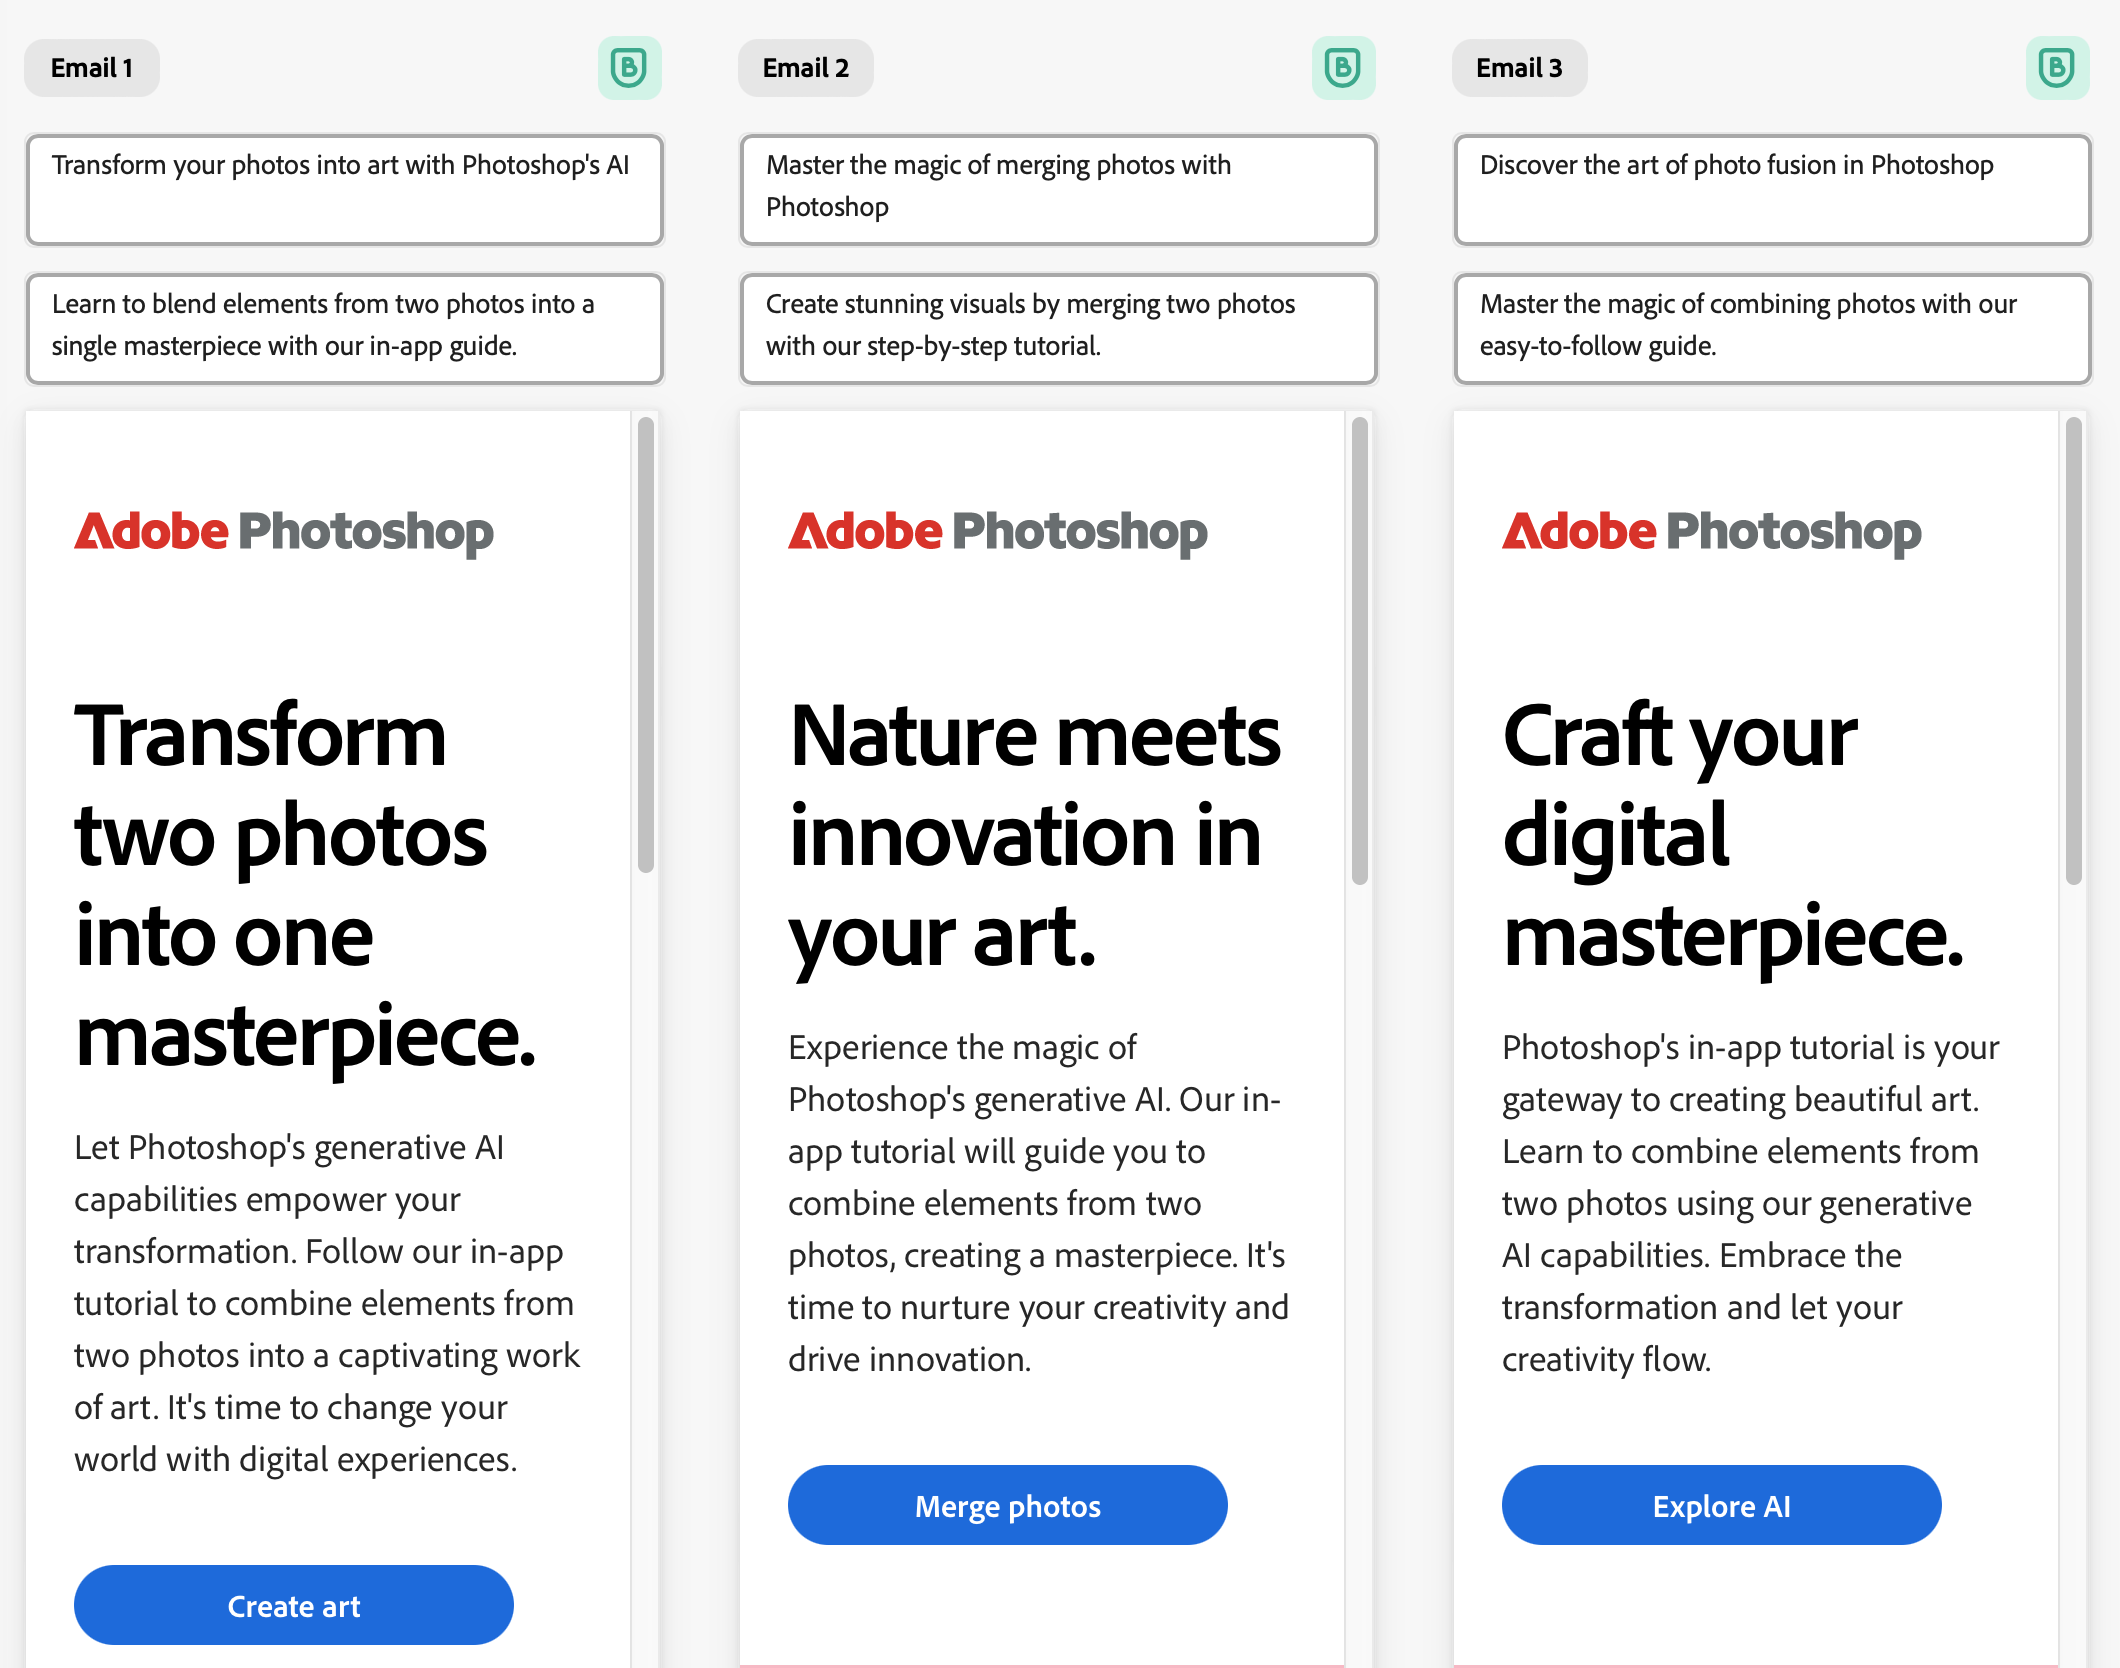 Email 1
B
Transform your photos into art with Photoshop's AI
Learn to blend elements from two photos into a
single masterpiece with our in-app guide.
Adobe Photoshop
Transform
two photos
into one
masterpiece.
Let Photoshop's generative AI
capabilities empower your
transformation. Follow our in-app
tutorial to combine elements from
two photos into a captivating work
of art. It's time to change your
world with digital experiences.
Create art
Email 2
B
Master the magic of merging photos with
Photoshop
Create stunning visuals by merging two photos
with our step-by-step tutorial.
Adobe Photoshop
Nature meets
innovation in
your art.
Experience the magic of
Photoshop's generative AI. Our in-
app tutorial will guide you to
combine elements from two
photos, creating a masterpiece. It's
time to nurture your creativity and
drive innovation.
Merge photos
Email 3
B
Discover the art of photo fusion in Photoshop
Master the magic of combining photos with our
easy-to-follow guide.
Adobe Photoshop
Craft your
digital
masterpiece.
Photoshop's in-app tutorial is your
gateway to creating beautiful art.
Learn to combine elements from
two photos using our generative
AI capabilities. Embrace the
transformation and let your
creativity flow.
Explore AI